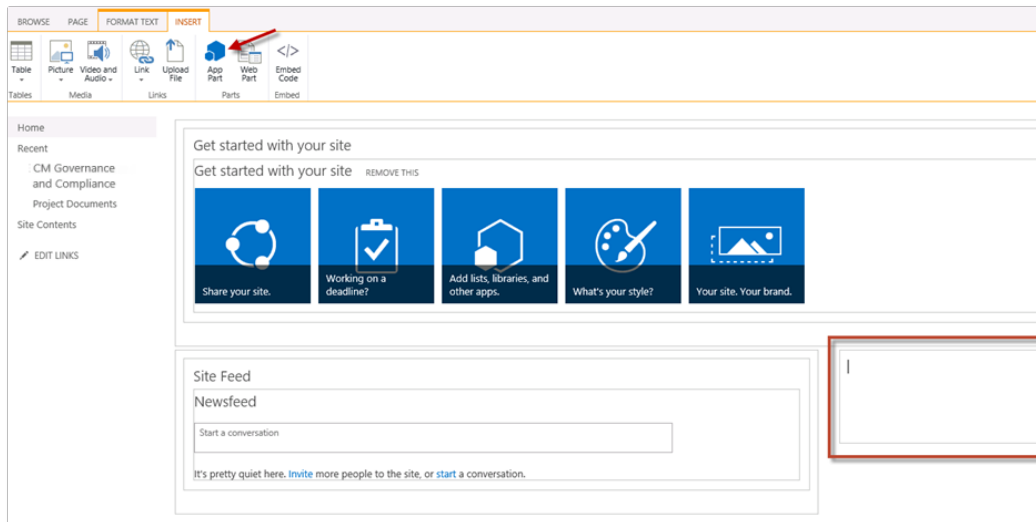 BROWSE PAGE FORMAT TEXT INSERT
Table Picture Video and Audio Link Upload File App Part Web Part </> Embed Code
Tables Media Links Parts Embed
Home
Recent
CM Governance
and Compliance
Project Documents
Site Contents
EDIT LINKS
Get started with your site
Get started with your site REMOVE THIS
Share your site.
Working on a
deadline?
Add lists, libraries, and
other apps.
What's your style?
Your site. Your brand.
Site Feed
Newsfeed
Start a conversation
It's pretty quiet here. Invite more people to the site, or start a conversation.